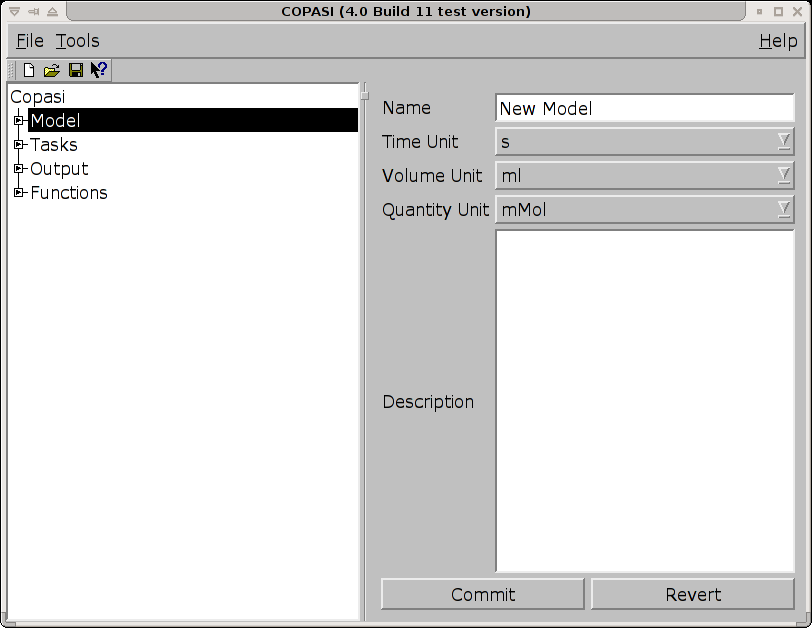 COPASI (4.0 Build 11 test version)
File Tools Help
Copasi
Model
Tasks
Output
Functions
Name New Model
Time Unit s
Volume Unit ml
Quantity Unit mMol
Description
Commit Revert